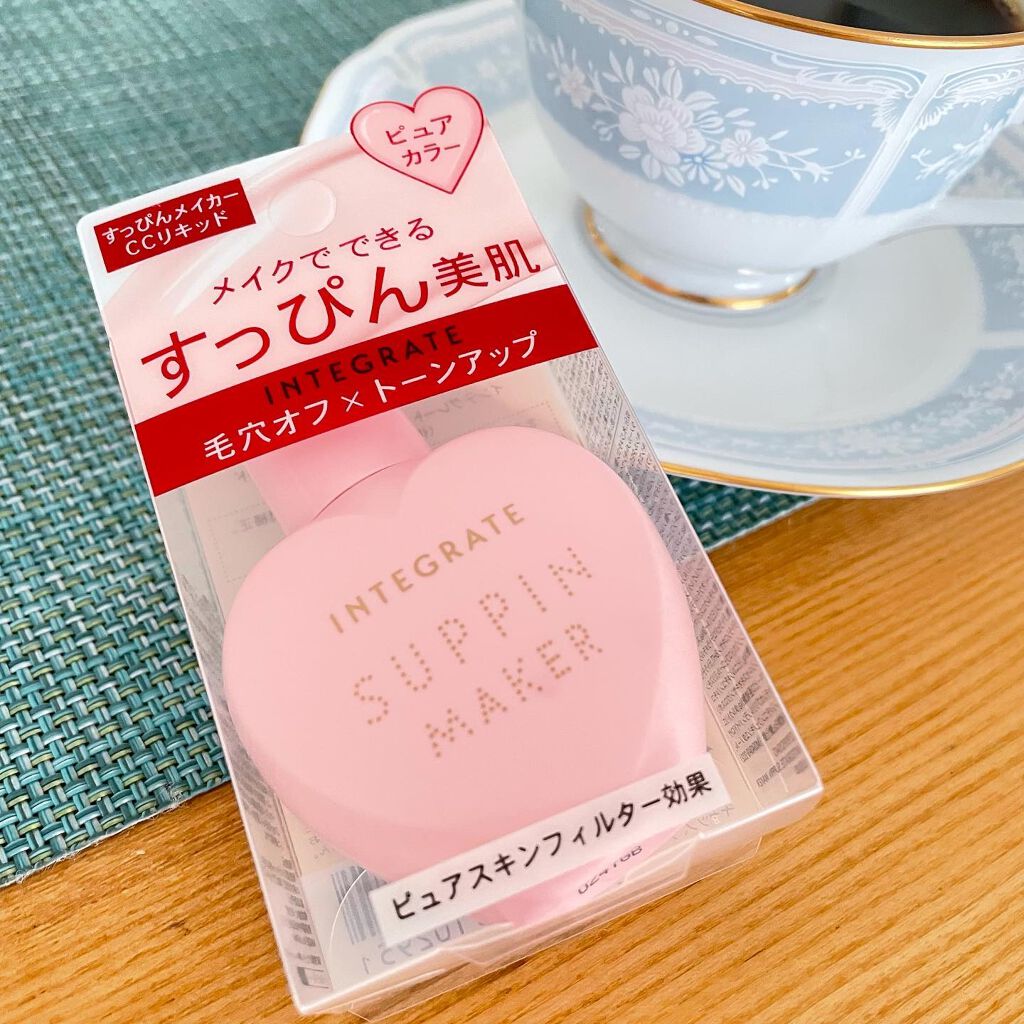 ピュア
カラー
すっぴんメイカー
CCリキッド
メイクで できる
すっぴん美肌
INTEGRATE
毛穴オフ×トーンアップ
INTEGRATE
SUPPIN
MAKER
ピュアスキンフィルター効果